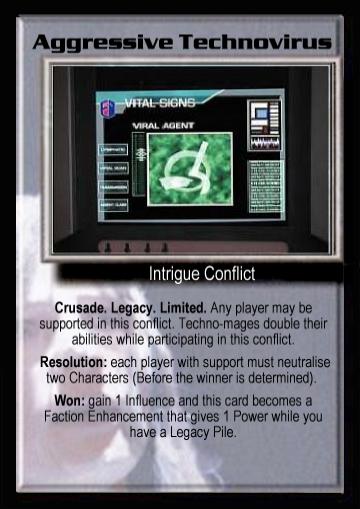 Aggressive Technovirus
VITAL SIGNS
VIRAL AGENT
Intrigue Conflict
Crusade. Legacy. Limited. Any player may be
supported in this conflict. Techno-mages double their
abilities while participating in this conflict.
Resolution: each player with support must neutralise
two Characters (Before the winner is determined).
Won: gain 1 Influence and this card becomes a
Faction Enhancement that gives 1 Power while you
have a Legacy Pile.